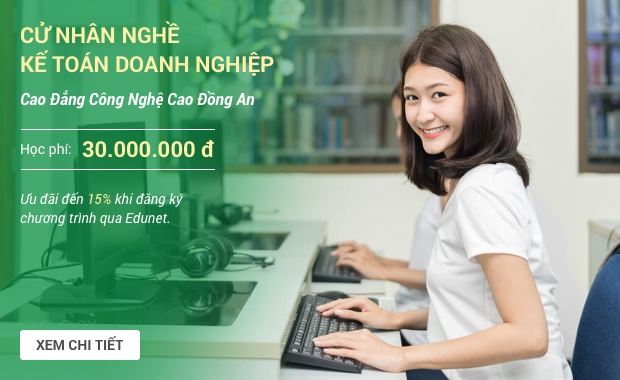 CỬ NHÂN NGHỀ
KẾ TOÁN DOANH NGHIỆP
Cao Đẳng Công Nghệ Cao Đồng An
Học phí: 30.000.000 đ
Ưu đãi đến 15% khi đăng ký
chương trình qua Edunet.
XEM CHI TIẾT